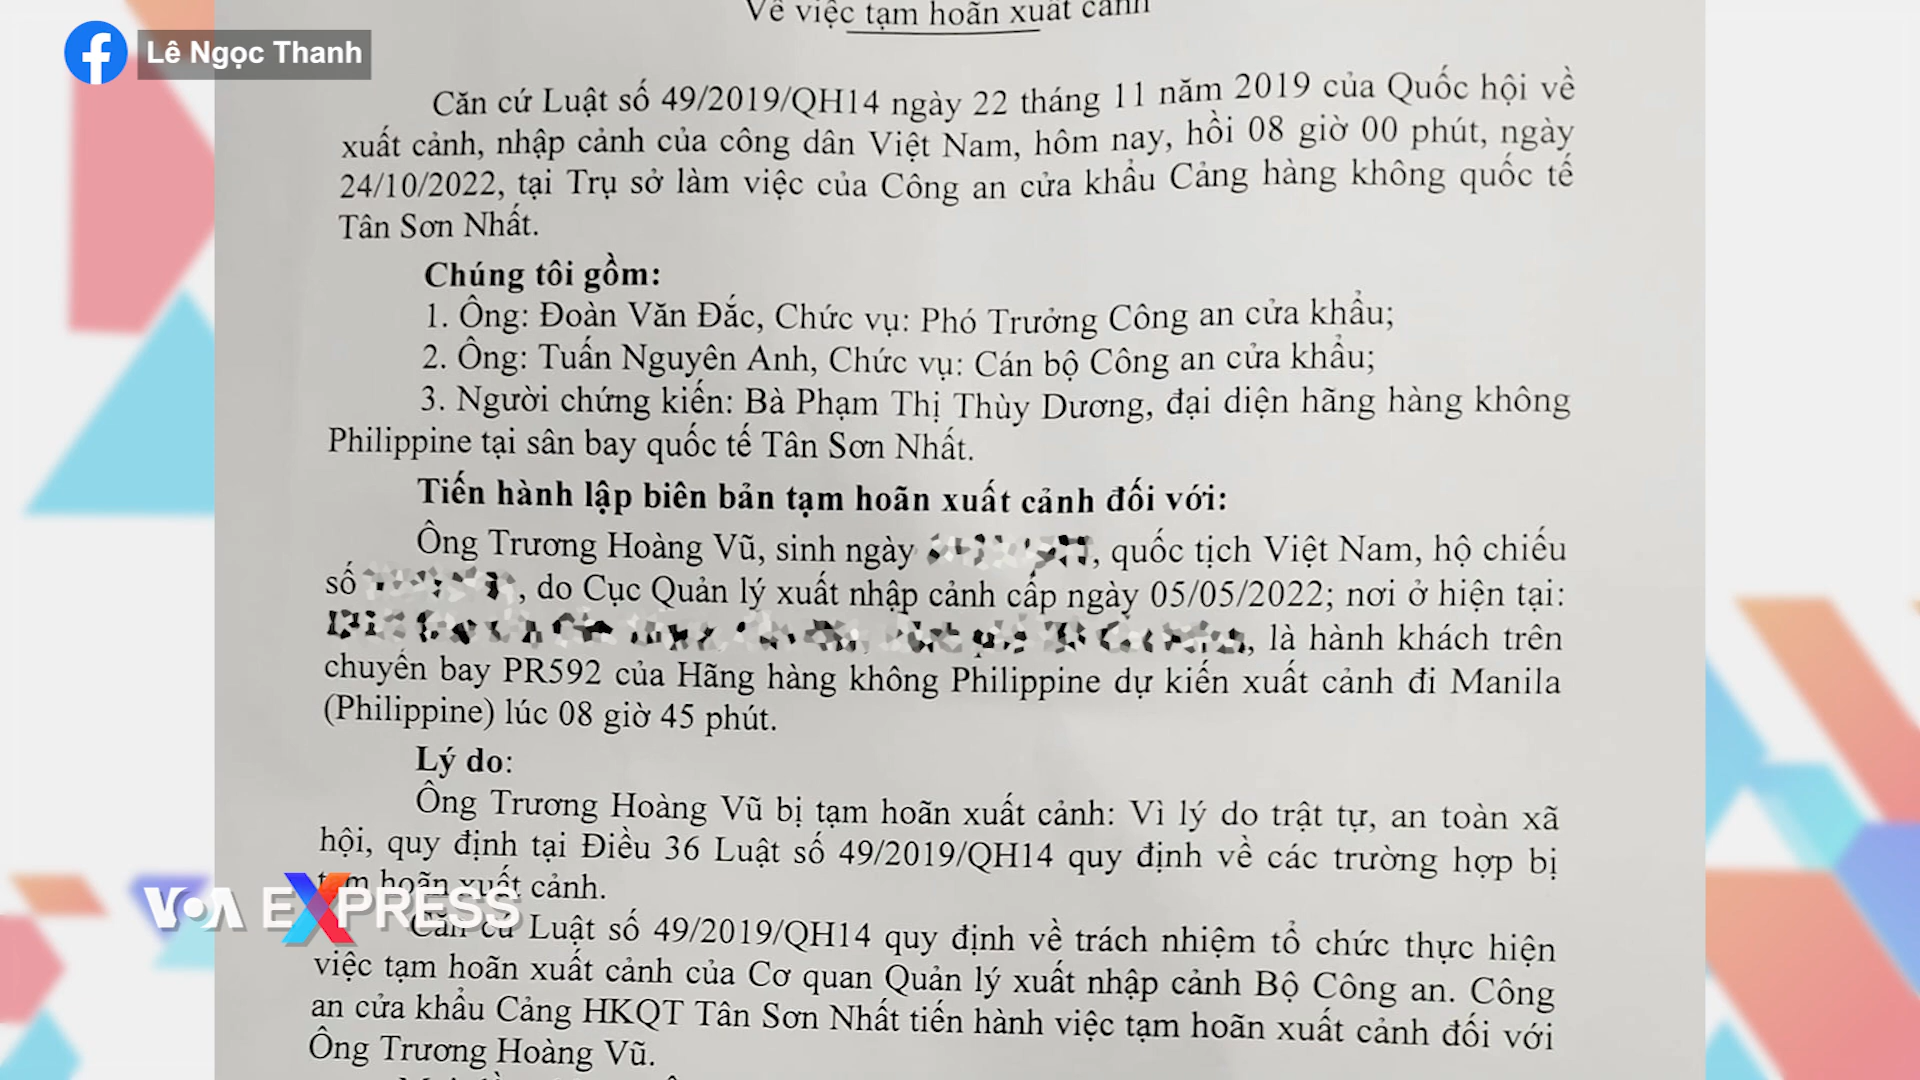 Lê Ngọc Thanh
Về việc tạm hoãn xuất cảnh
Căn cứ Luật số 49/2019/QH14 ngày 22 tháng 11 năm 2019 của Quốc hội về
xuất cảnh, nhập cảnh của công dân Việt Nam, hôm nay, hồi 08 giờ 00 phút, ngày
24/10/2022, tại Trụ sở làm việc của Công an cửa khẩu Cảng hàng không quốc tế
Tân Sơn Nhất.
Chúng tôi gồm:
1. Ông: Đoàn Văn Đắc, Chức vụ: Phó Trưởng Công an cửa khẩu;
2. Ông: Tuấn Nguyên Anh, Chức vụ: Cán bộ Công an cửa khẩu;
3. Người chứng kiến: Bà Phạm Thị Thùy Dương, đại diện hãng hàng không
Philippine tại sân bay quốc tế Tân Sơn Nhất.
Tiến hành lập biên bản tạm hoãn xuất cảnh đối với:
Ông Trương Hoàng Vũ, sinh ngày , quốc tịch Việt Nam, hộ chiếu
số , do Cục Quản lý xuất nhập cảnh cấp ngày 05/05/2022; nơi ở hiện tại:
, là hành khách trên
chuyến bay PR592 của Hãng hàng không Philippine dự kiến xuất cảnh đi Manila
(Philippine) lúc 08 giờ 45 phút.
Lý do:
Ông Trương Hoàng Vũ bị tạm hoãn xuất cảnh: Vì lý do trật tự, an toàn xã
hội, quy định tại Điều 36 Luật số 49/2019/QH14 quy định về các trường hợp bị
tạm hoãn xuất cảnh.
VOA EXPRESS
Căn cứ Luật số 49/2019/QH14 quy định về trách nhiệm tổ chức thực hiện
việc tạm hoãn xuất cảnh của Cơ quan Quản lý xuất nhập cảnh Bộ Công an. Công
an cửa khẩu Cảng HKQT Tân Sơn Nhất tiến hành việc tạm hoãn xuất cảnh đối với
Ông Trương Hoàng Vũ.